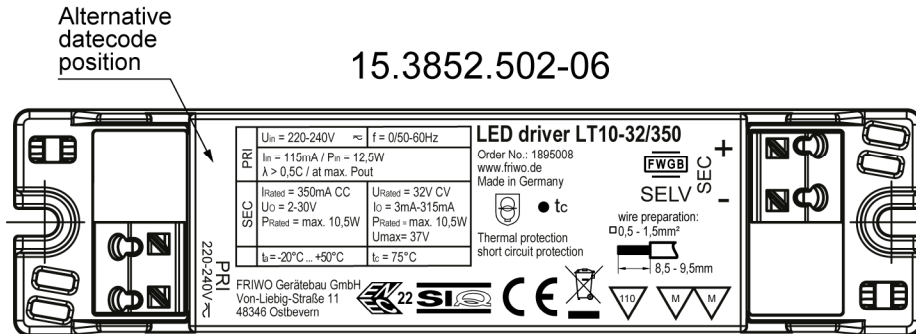 Alternative
datecode
position
15.3852.502-06
PRI
Uin = 220-240V ≂ f = 0/50-60Hz
Iin = 115mA / Pin = 12,5W
λ > 0,5C / at max. Pout
SEC
IRated = 350mA CC
UO = 2-30V
PRated = max. 10,5W
URated = 32V CV
IO = 3mA-315mA
PRated = max. 10,5W
Umax= 37V
ta = -20°C ... +50°C
tc = 75°C
PRI
220-240V ≂
FRIWO Gerätebau GmbH
Von-Liebig-Straße 11
48346 Ostbevern
LED driver LT10-32/350
Order No.: 1895008
www.friwo.de
Made in Germany
tc
Thermal protection
short circuit protection
FWGB
SELV
SEC
+
-
wire preparation:
0,5 - 1,5mm²
8,5 - 9,5mm
ENEC 22
SIQ
CE
110
M
M